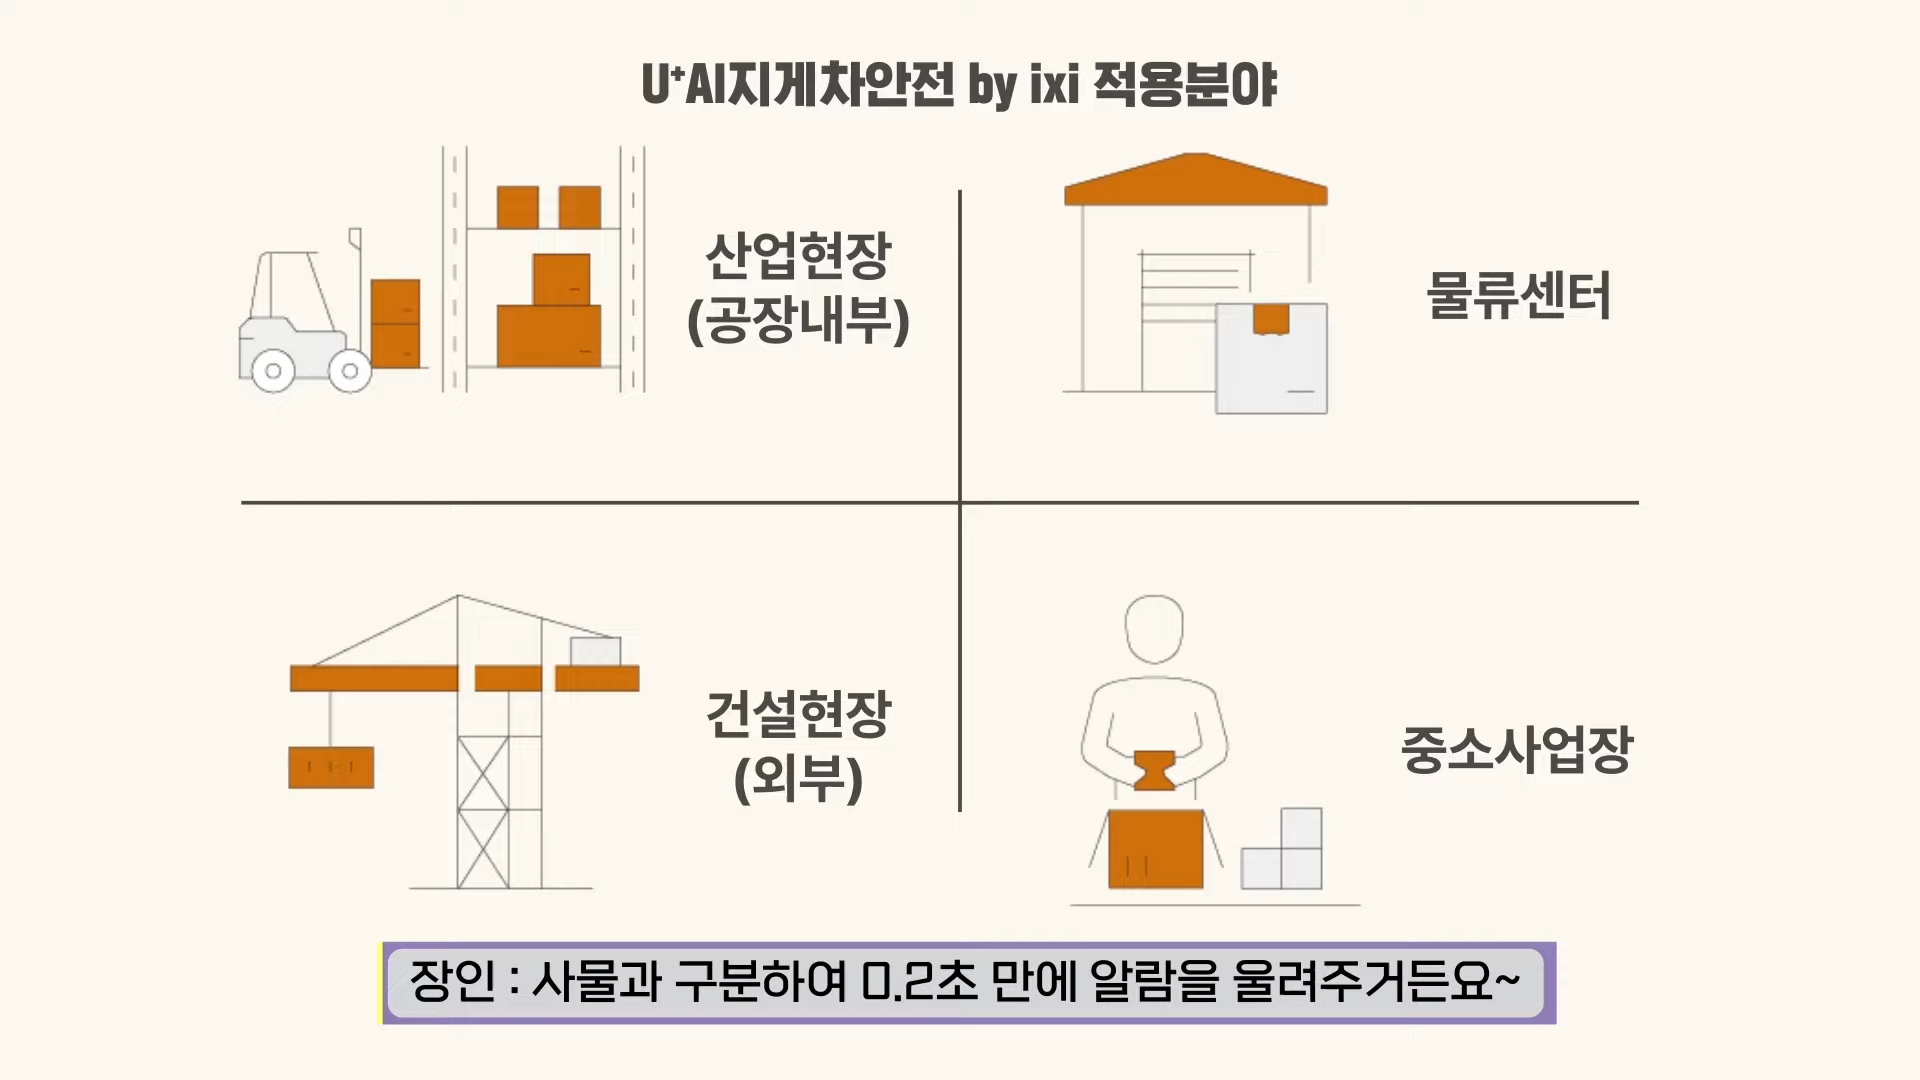 U⁺AI지게차안전 by ixi 적용분야
산업현장
(공장내부)
물류센터
건설현장
(외부)
중소사업장
장인 : 사물과 구분하여 0.2초 만에 알람을 울려주거든요~